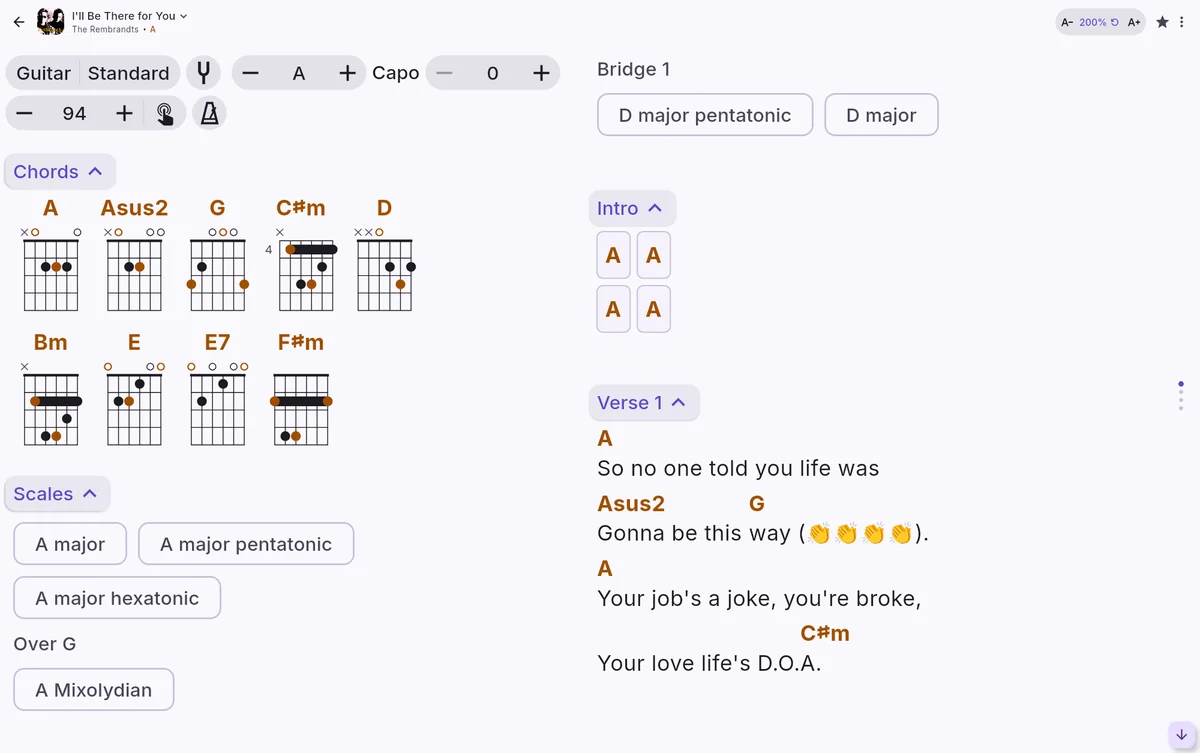 I'll Be There for You
The Rembrandts • A
A- 200% A+
Guitar Standard
− A +
Capo − 0 +
− 94 +
Chords
A Asus2 G C♯m D
4
Bm E E7 F♯m
Scales
A major A major pentatonic
A major hexatonic
Over G
A Mixolydian
Bridge 1
D major pentatonic D major
Intro
A A
A A
Verse 1
A
So no one told you life was
Asus2 G
Gonna be this way (👏👏👏👏).
A
Your job's a joke, you're broke,
C♯m
Your love life's D.O.A.